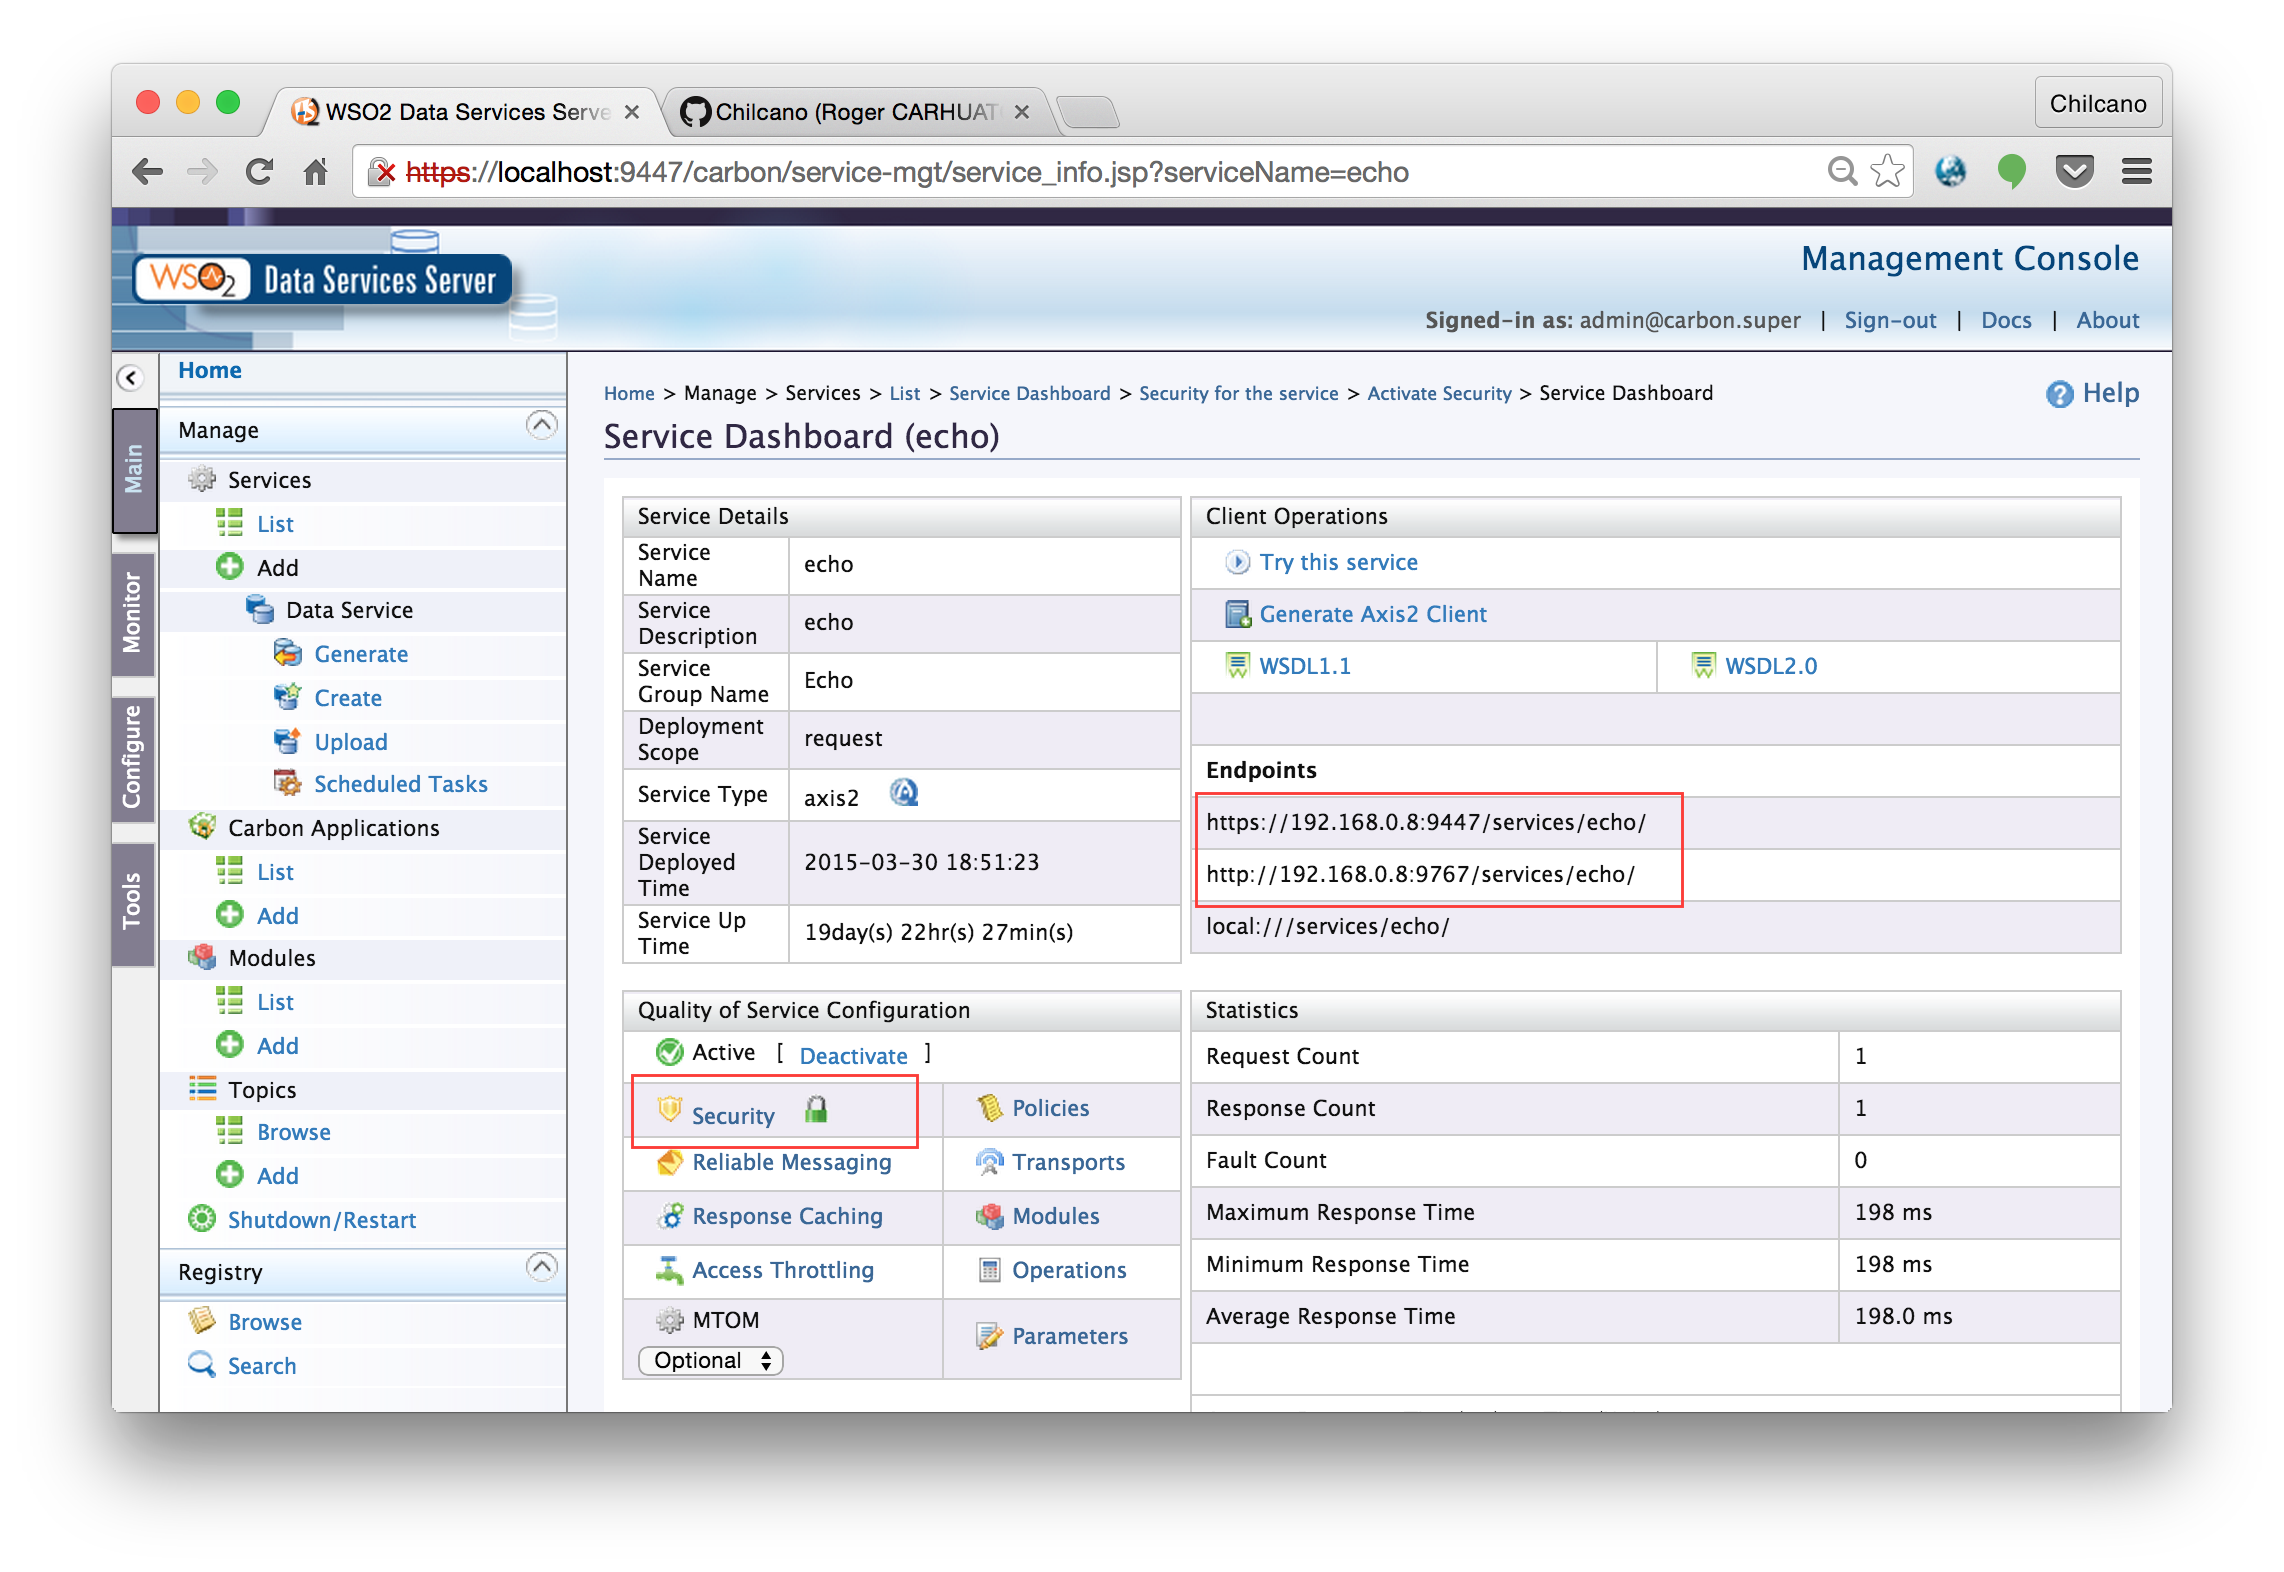 WSO2 Data Services Serve
Chilcano (Roger CARHUAT
Chilcano
https://localhost:9447/carbon/service-mgt/service_info.jsp?serviceName=echo
WSO2 Data Services Server
Management Console
Signed-in as: admin@carbon.super | Sign-out | Docs | About
Main
Monitor
Configure
Tools
Home
Manage
Services
List
Add
Data Service
Generate
Create
Upload
Scheduled Tasks
Carbon Applications
List
Add
Modules
List
Add
Topics
Browse
Add
Shutdown/Restart
Registry
Browse
Search
Home > Manage > Services > List > Service Dashboard > Security for the service > Activate Security > Service Dashboard
Help
Service Dashboard (echo)
Service Details
Service Name echo
Service Description echo
Service Group Name Echo
Deployment Scope request
Service Type axis2
Service Deployed Time 2015-03-30 18:51:23
Service Up Time 19day(s) 22hr(s) 27min(s)
Client Operations
Try this service
Generate Axis2 Client
WSDL1.1 WSDL2.0
Endpoints
https://192.168.0.8:9447/services/echo/
http://192.168.0.8:9767/services/echo/
local:///services/echo/
Quality of Service Configuration
Active [ Deactivate ]
Security Policies
Reliable Messaging Transports
Response Caching Modules
Access Throttling Operations
MTOM
Optional
Parameters
Statistics
Request Count 1
Response Count 1
Fault Count 0
Maximum Response Time 198 ms
Minimum Response Time 198 ms
Average Response Time 198.0 ms